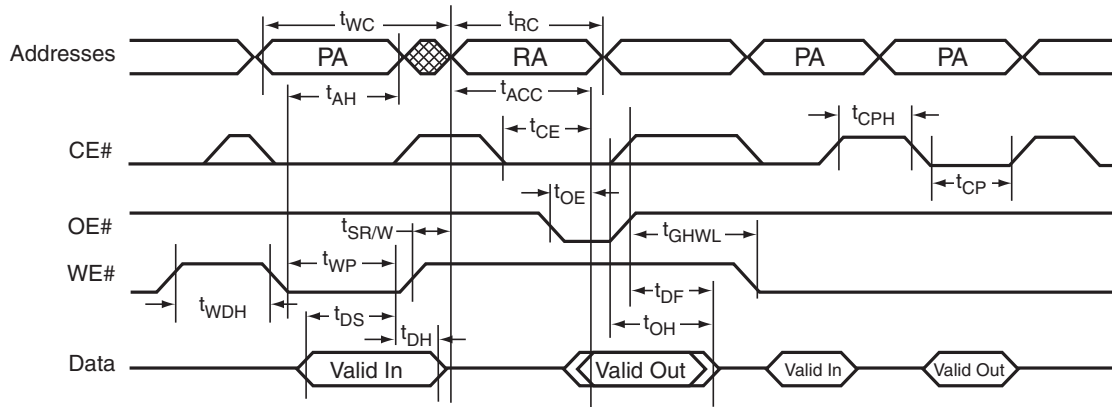 tWC tRC
Addresses PA RA PA PA
tAH tACC
tCE tCPH
CE#
tOE tCP
OE#
tSR/W tGHWL
WE# tWP
tWDH tDS tDF
tDH tOH
Data Valid In Valid Out Valid In Valid Out